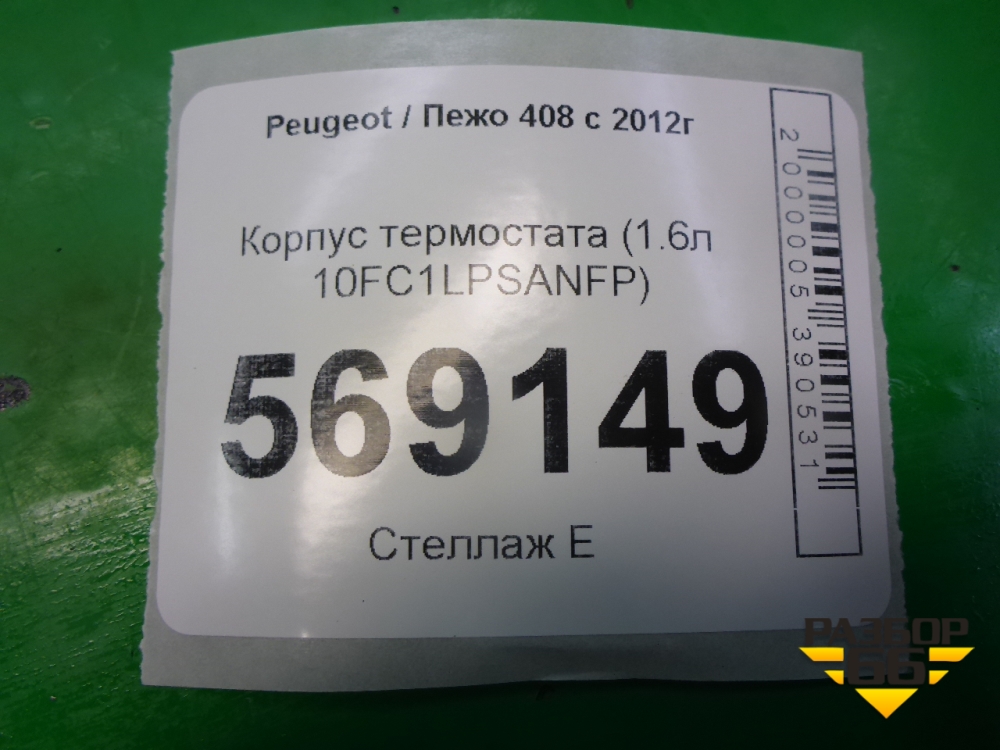 Peugeot / Пежо 408 с 2012г
Корпус термостата (1.6л
10FC1LPSANFP)
569149
Стеллаж Е
2000005390531
РАЗБОР
66